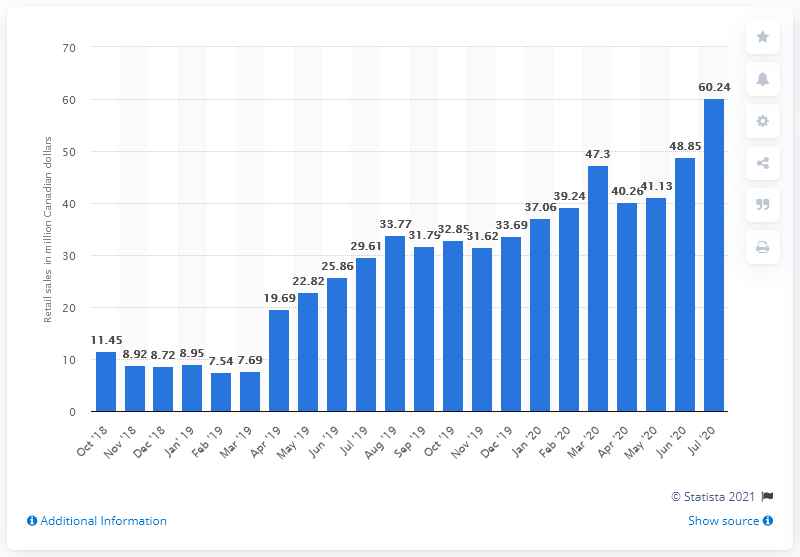 70
60
50
40
30
20
10
0
Retail sales in million Canadian dollars
11.45
8.92
8.72
8.95
7.54
7.69
19.69
22.82
25.86
29.61
33.77
31.79
32.85
31.62
33.69
37.06
39.24
47.3
40.26
41.13
48.85
60.24
Oct '18
Nov '18
Dec '18
Jan' 19
Feb '19
Mar '19
Apr '19
May '19
Jun '19
Jul '19
Aug '19
Sep '19
Oct '19
Nov '19
Dec '19
Jan '20
Feb '20
Mar '20
Apr '20
May '20
Jun '20
Jul '20
© Statista 2021
Additional Information
Show source